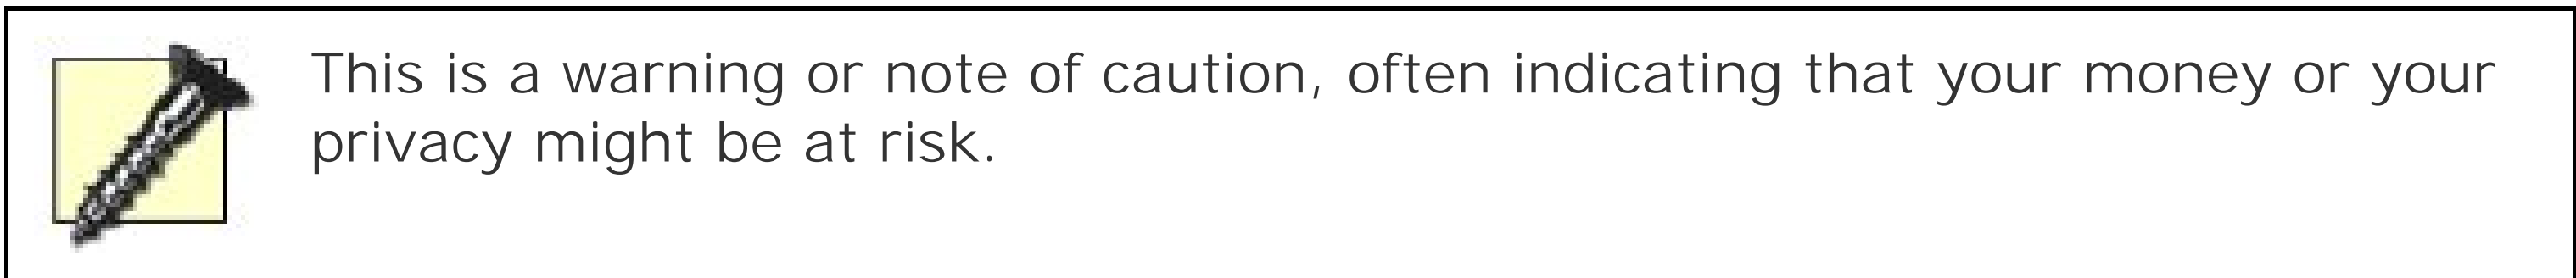 This is a warning or note of caution, often indicating that your money or your
privacy might be at risk.